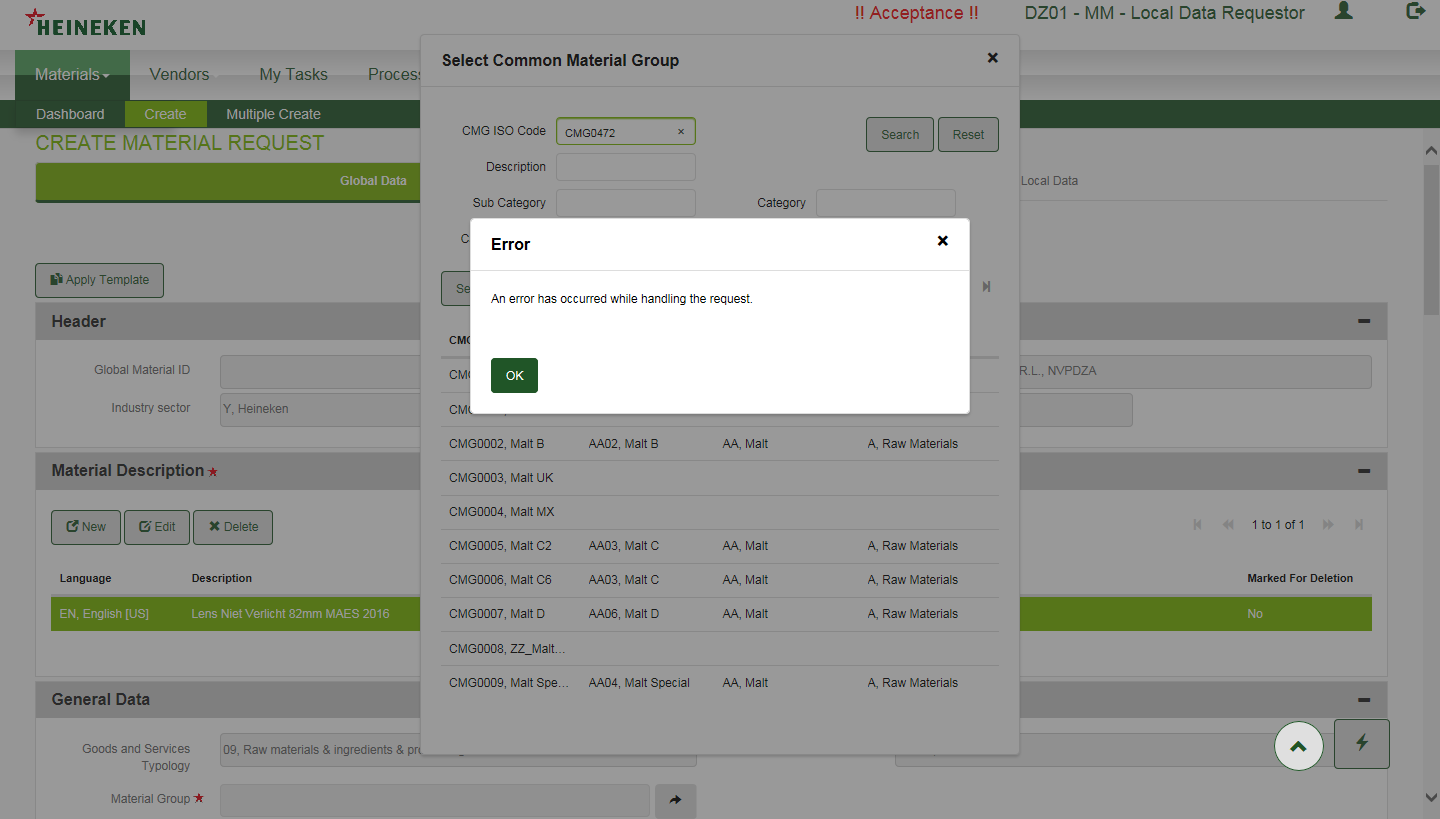 HEINEKEN
!! Acceptance !!
DZ01 - MM - Local Data Requestor
Materials
Vendors
My Tasks
Dashboard
Create
Multiple Create
CREATE MATERIAL REQUEST
Global Data
Local Data
Select Common Material Group
CMG ISO Code
CMG0472
Search
Reset
Description
Sub Category
Category
Error
An error has occurred while handling the request.
OK
Apply Template
Header
Global Material ID
R.L., NVPDZA
Industry sector
Y, Heineken
CMG0002, Malt B AA02, Malt B AA, Malt A, Raw Materials
CMG0003, Malt UK
CMG0004, Malt MX
CMG0005, Malt C2 AA03, Malt C AA, Malt A, Raw Materials
CMG0006, Malt C6 AA03, Malt C AA, Malt A, Raw Materials
CMG0007, Malt D AA06, Malt D AA, Malt A, Raw Materials
CMG0008, ZZ_Malt...
CMG0009, Malt Spe... AA04, Malt Special AA, Malt A, Raw Materials
Material Description
New
Edit
Delete
1 to 1 of 1
Language Description Marked For Deletion
EN, English [US] Lens Niet Verlicht 82mm MAES 2016 No
General Data
Goods and Services
Typology
09, Raw materials & ingredients &
Material Group